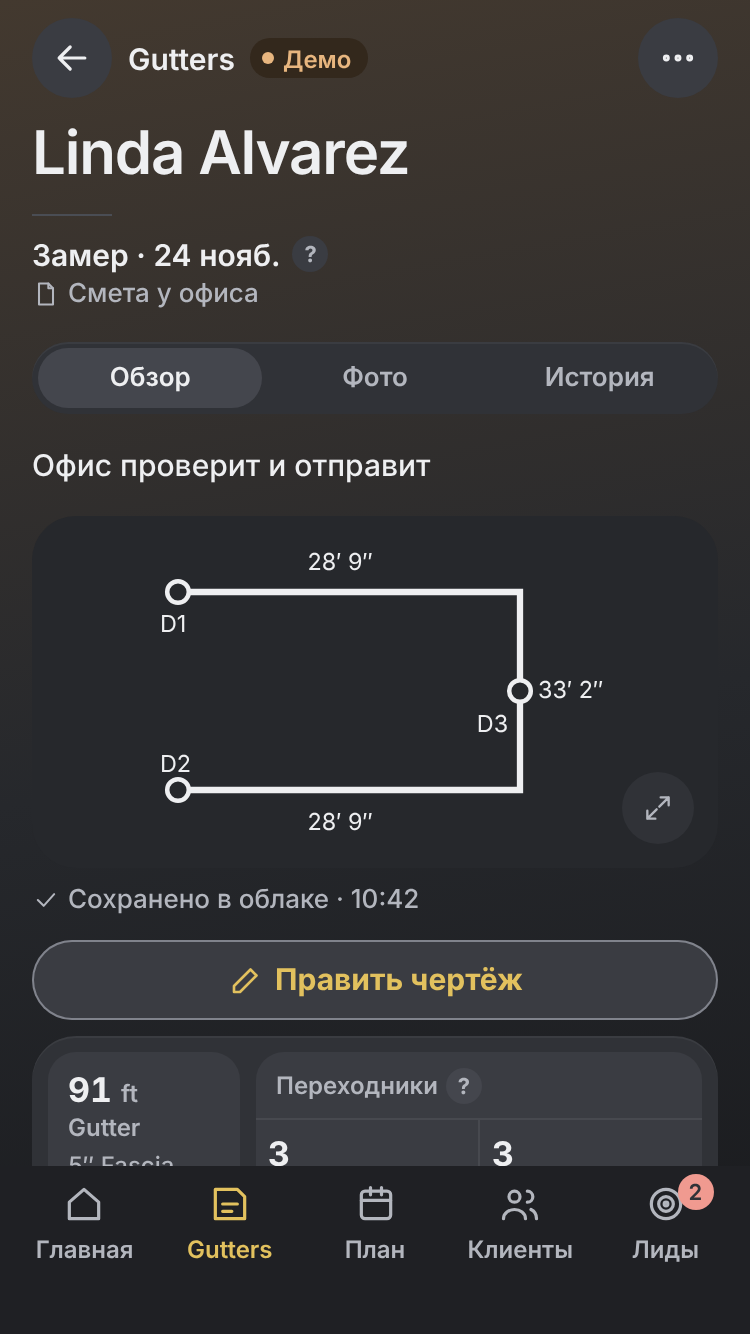 Gutters
Демо
Linda Alvarez
Замер · 24 нояб. ?
Смета у офиса
Обзор
Фото
История
Офис проверит и отправит
28′ 9″
D1
33′ 2″
D3
D2
28′ 9″
Сохранено в облаке · 10:42
Править чертёж
91 ft
Gutter
5″ Fascia
Переходники ?
3
3
2
Главная
Gutters
План
Клиенты
Лиды